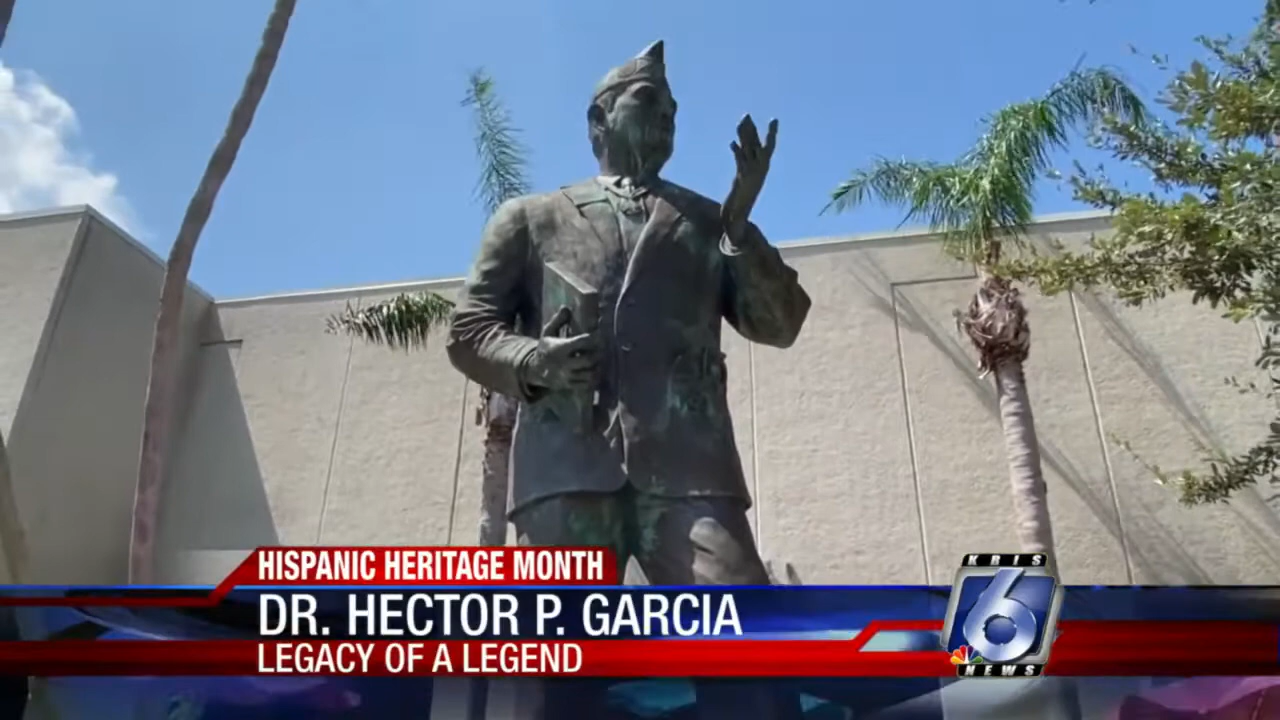 HISPANIC HERITAGE MONTH
DR. HECTOR P. GARCIA
LEGACY OF A LEGEND
KRIS
6
NEWS